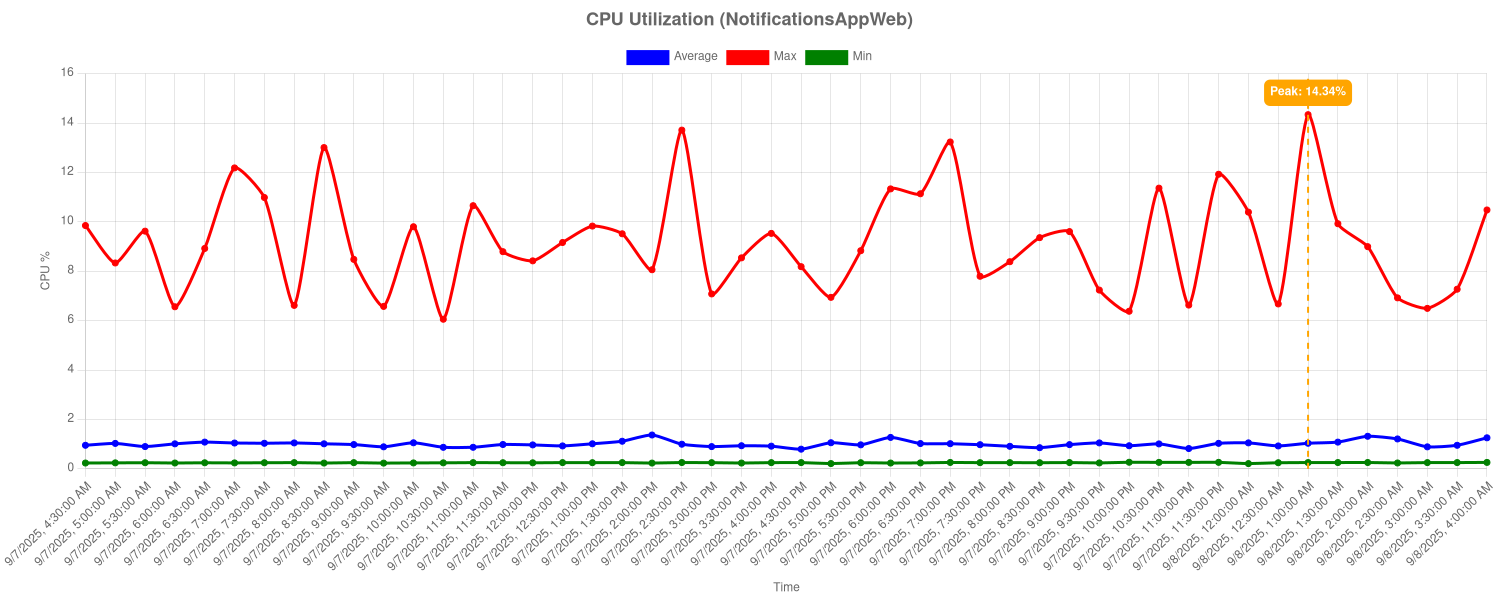 CPU Utilization (NotificationsAppWeb)
Average Max Min
Peak: 14.34%
16
14
12
10
8
6
4
2
0
CPU %
9/7/2025, 4:30:00 AM
9/7/2025, 5:00:00 AM
9/7/2025, 5:30:00 AM
9/7/2025, 6:00:00 AM
9/7/2025, 6:30:00 AM
9/7/2025, 7:00:00 AM
9/7/2025, 7:30:00 AM
9/7/2025, 8:00:00 AM
9/7/2025, 8:30:00 AM
9/7/2025, 9:00:00 AM
9/7/2025, 9:30:00 AM
9/7/2025, 10:00:00 AM
9/7/2025, 10:30:00 AM
9/7/2025, 11:00:00 AM
9/7/2025, 11:30:00 AM
9/7/2025, 12:00:00 PM
9/7/2025, 12:30:00 PM
9/7/2025, 1:00:00 PM
9/7/2025, 1:30:00 PM
9/7/2025, 2:00:00 PM
9/7/2025, 2:30:00 PM
9/7/2025, 3:00:00 PM
9/7/2025, 3:30:00 PM
9/7/2025, 4:00:00 PM
9/7/2025, 4:30:00 PM
9/7/2025, 5:00:00 PM
9/7/2025, 5:30:00 PM
9/7/2025, 6:00:00 PM
9/7/2025, 6:30:00 PM
9/7/2025, 7:00:00 PM
9/7/2025, 7:30:00 PM
9/7/2025, 8:00:00 PM
9/7/2025, 8:30:00 PM
9/7/2025, 9:00:00 PM
9/7/2025, 9:30:00 PM
9/7/2025, 10:00:00 PM
9/7/2025, 10:30:00 PM
9/7/2025, 11:00:00 PM
9/7/2025, 11:30:00 PM
9/8/2025, 12:00:00 AM
9/8/2025, 12:30:00 AM
9/8/2025, 1:00:00 AM
9/8/2025, 1:30:00 AM
9/8/2025, 2:00:00 AM
9/8/2025, 2:30:00 AM
9/8/2025, 3:00:00 AM
9/8/2025, 3:30:00 AM
9/8/2025, 4:00:00 AM
Time